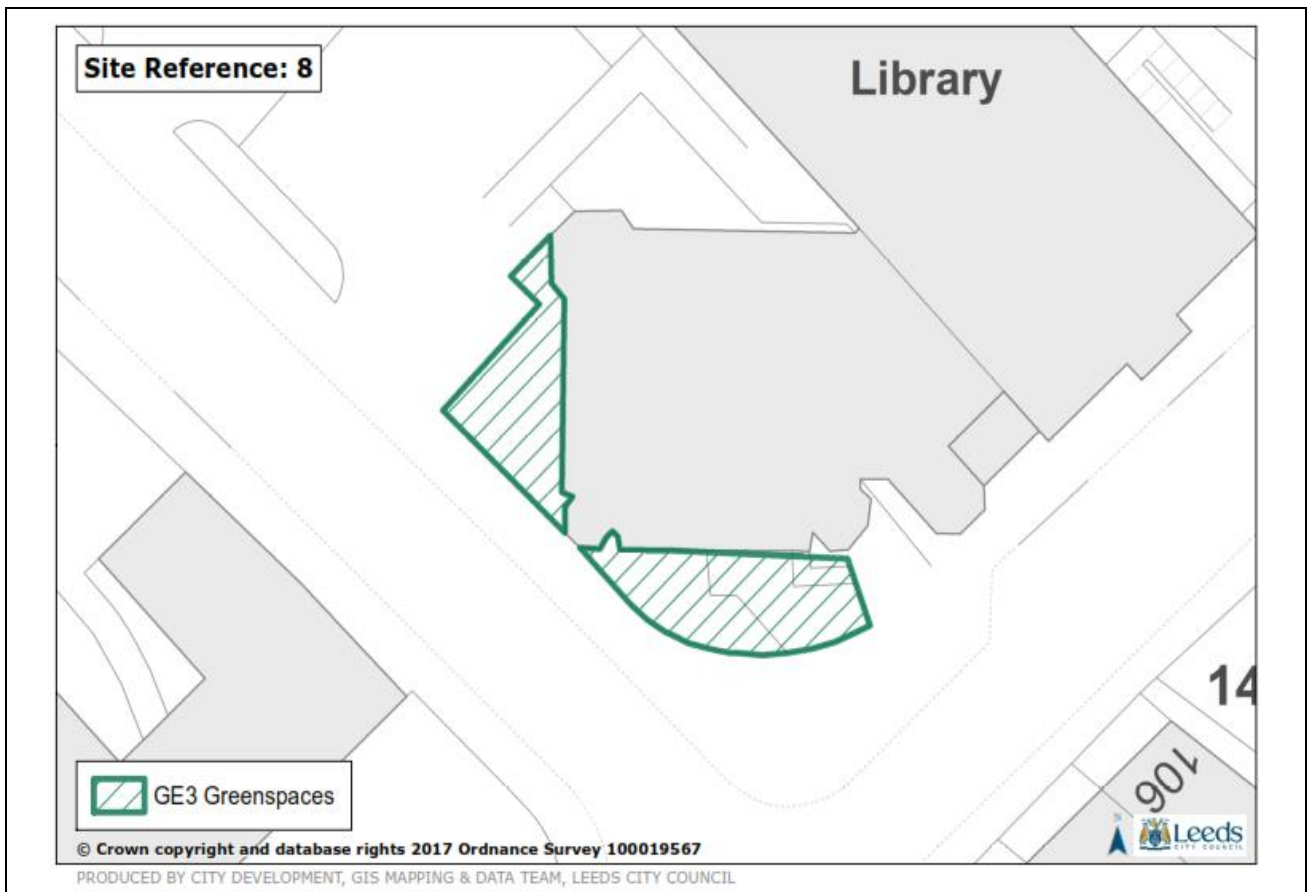 Site Reference: 8
Library
14
106
GE3 Greenspaces
Leeds
CITY COUNCIL
© Crown copyright and database rights 2017 Ordnance Survey 100019567
PRODUCED BY CITY DEVELOPMENT, GIS MAPPING & DATA TEAM, LEEDS CITY COUNCIL